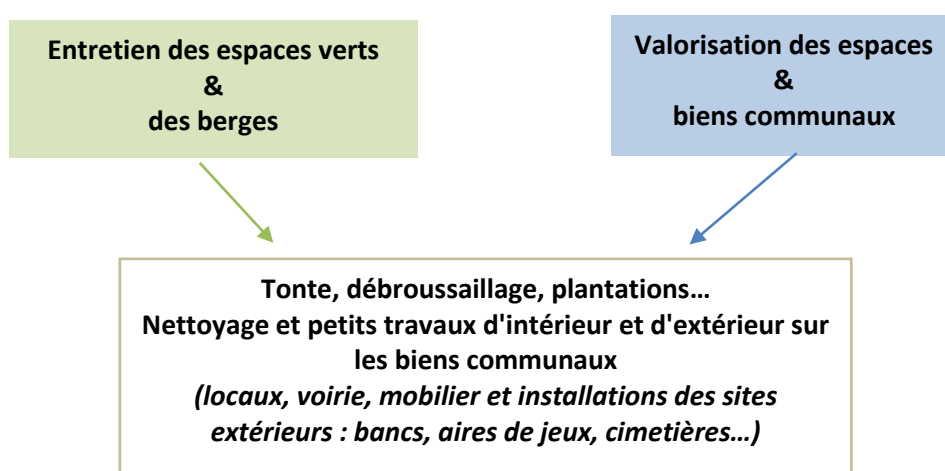 Entretien des espaces verts
&
des berges
Valorisation des espaces
&
biens communaux
Tonte, débroussaillage, plantations…
Nettoyage et petits travaux d'intérieur et d'extérieur sur
les biens communaux
(locaux, voirie, mobilier et installations des sites
extérieurs : bancs, aires de jeux, cimetières…)